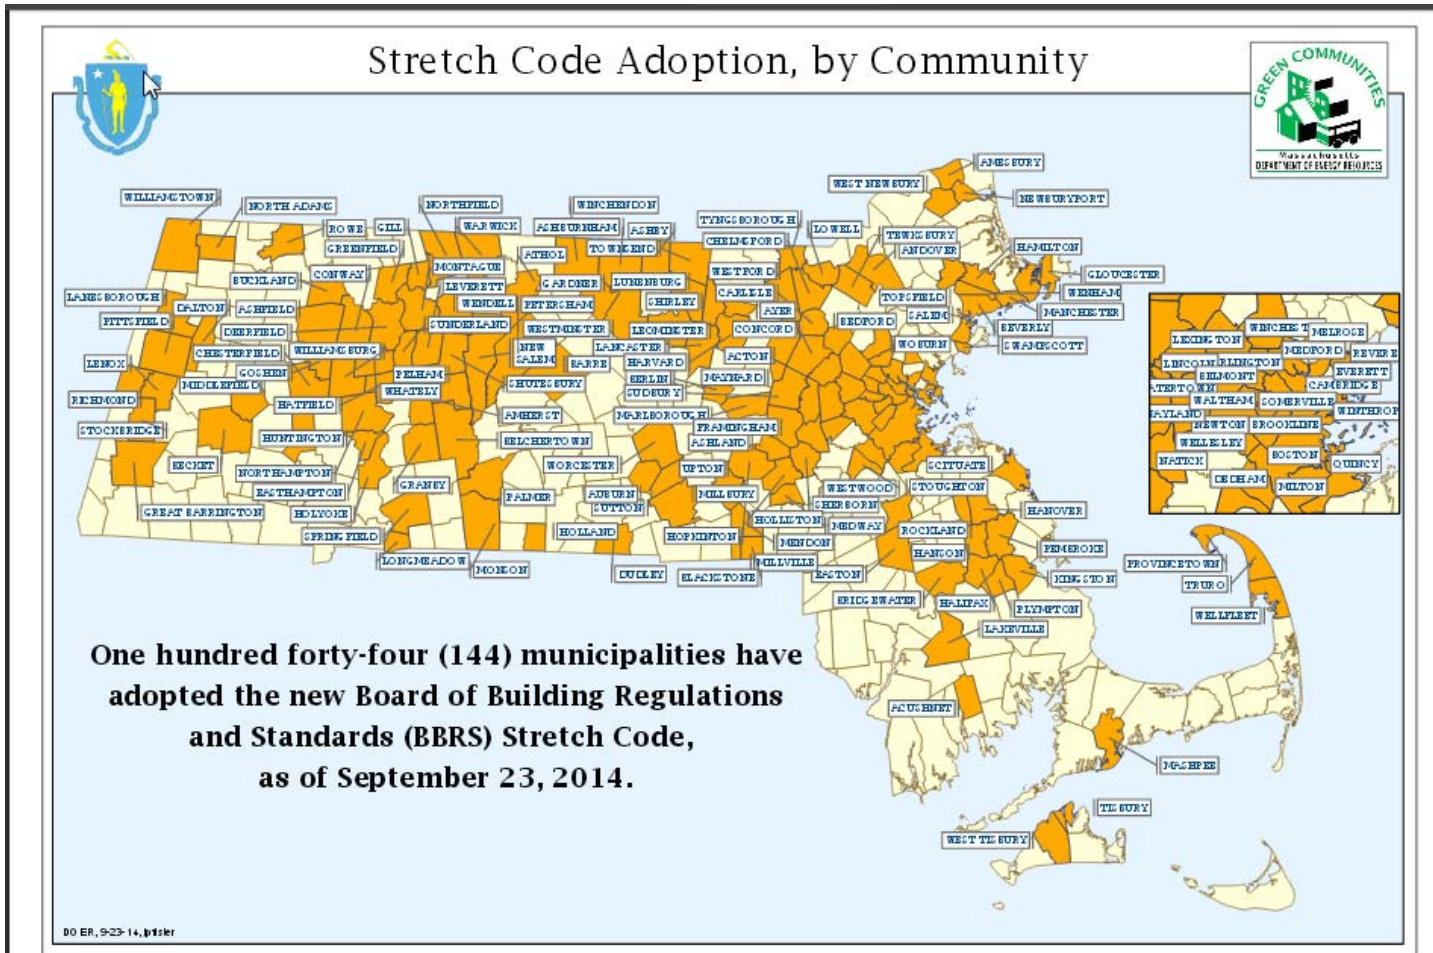 Stretch Code Adoption, by Community
GREEN COMMUNITIES
Massachusetts
DEPARTMENT OF ENERGY RESOURCES
AMESBURY
WEST NEWBURY
NEWBURYPORT
WILLIAMSTOWN
NORTH ADAMS
NORTHFIELD
WINCHENDON
ROWE
GILL
WARWICK
ASHBURNHAM
ASHBY
TYNGSBOROUGH
LOWELL
TEWKSBURY
GREENFIELD
ATHOL
TOWNSEND
CHELMSFORD
ANDOVER
HAMILTON
BUCKLAND
CONWAY
MONTAGUE
LEVERETT
GARDNER
LUNENBURG
WESTFORD
GLOUCESTER
LANESBOROUGH
DALTON
ASHFIELD
WENDELL
PETERSHAM
SHIRLEY
CARLISLE
TOPSFIELD
WENHAM
PITTSFIELD
DEERFIELD
SUNDERLAND
WESTMINSTER
LEOMINSTER
AYER
CONCORD
BEDFORD
SALEM
MANCHESTER
BEVERLY
LENOX
CHESTERFIELD
WILLIAMSBURG
NEW
SALEM
BARRE
LANCASTER
HARVARD
ACTON
WOBURN
SWAMPSCOTT
GOSHEN
MIDDLEFIELD
PELHAM
WHATELY
SHUTESBURY
BERLIN
SUDBURY
MAYNARD
RICHMOND
HATFIELD
AMHERST
MARLBOROUGH
FRAMINGHAM
STOCKBRIDGE
HUNTINGTON
BELCHERTOWN
ASHLAND
BECKET
NORTHAMPTON
WORCESTER
UPTON
SCITUATE
EASTHAMPTON
GRANBY
PALMER
AUBURN
SUTTON
MILLBURY
WESTWOOD
STOUGHTON
SHERBORN
GREAT BARRINGTON
HOLYOKE
HOLLISTON
MEDWAY
ROCKLAND
HANOVER
SPRINGFIELD
HOLLAND
HOPKINTON
MENDON
HANSON
PEMBROKE
LONGMEADOW
MONSON
DUDLEY
BLACKSTONE
MILLVILLE
EASTON
KINGSTON
BRIDGEWATER
HALIFAX
PLYMPTON
LAKEVILLE
ACUSHNET
MASHPEE
TISBURY
WEST TISBURY
PROVINCETOWN
TRURO
WELLFLEET
LEXINGTON
WINCHEST
MELROSE
LINCOLN
ARLINGTON
MEDFORD
REVERE
BELMONT
EVERETT
ATERTOWN
CAMBRIDGE
WALTHAM
SOMERVILLE
WINTHROP
AYLAND
NEWTON
BROOKLINE
WELLESLEY
NATICK
BOSTON
QUINCY
DEDHAM
MILTON
One hundred forty-four (144) municipalities have
adopted the new Board of Building Regulations
and Standards (BBRS) Stretch Code,
as of September 23, 2014.
DOER, 9-23-14,